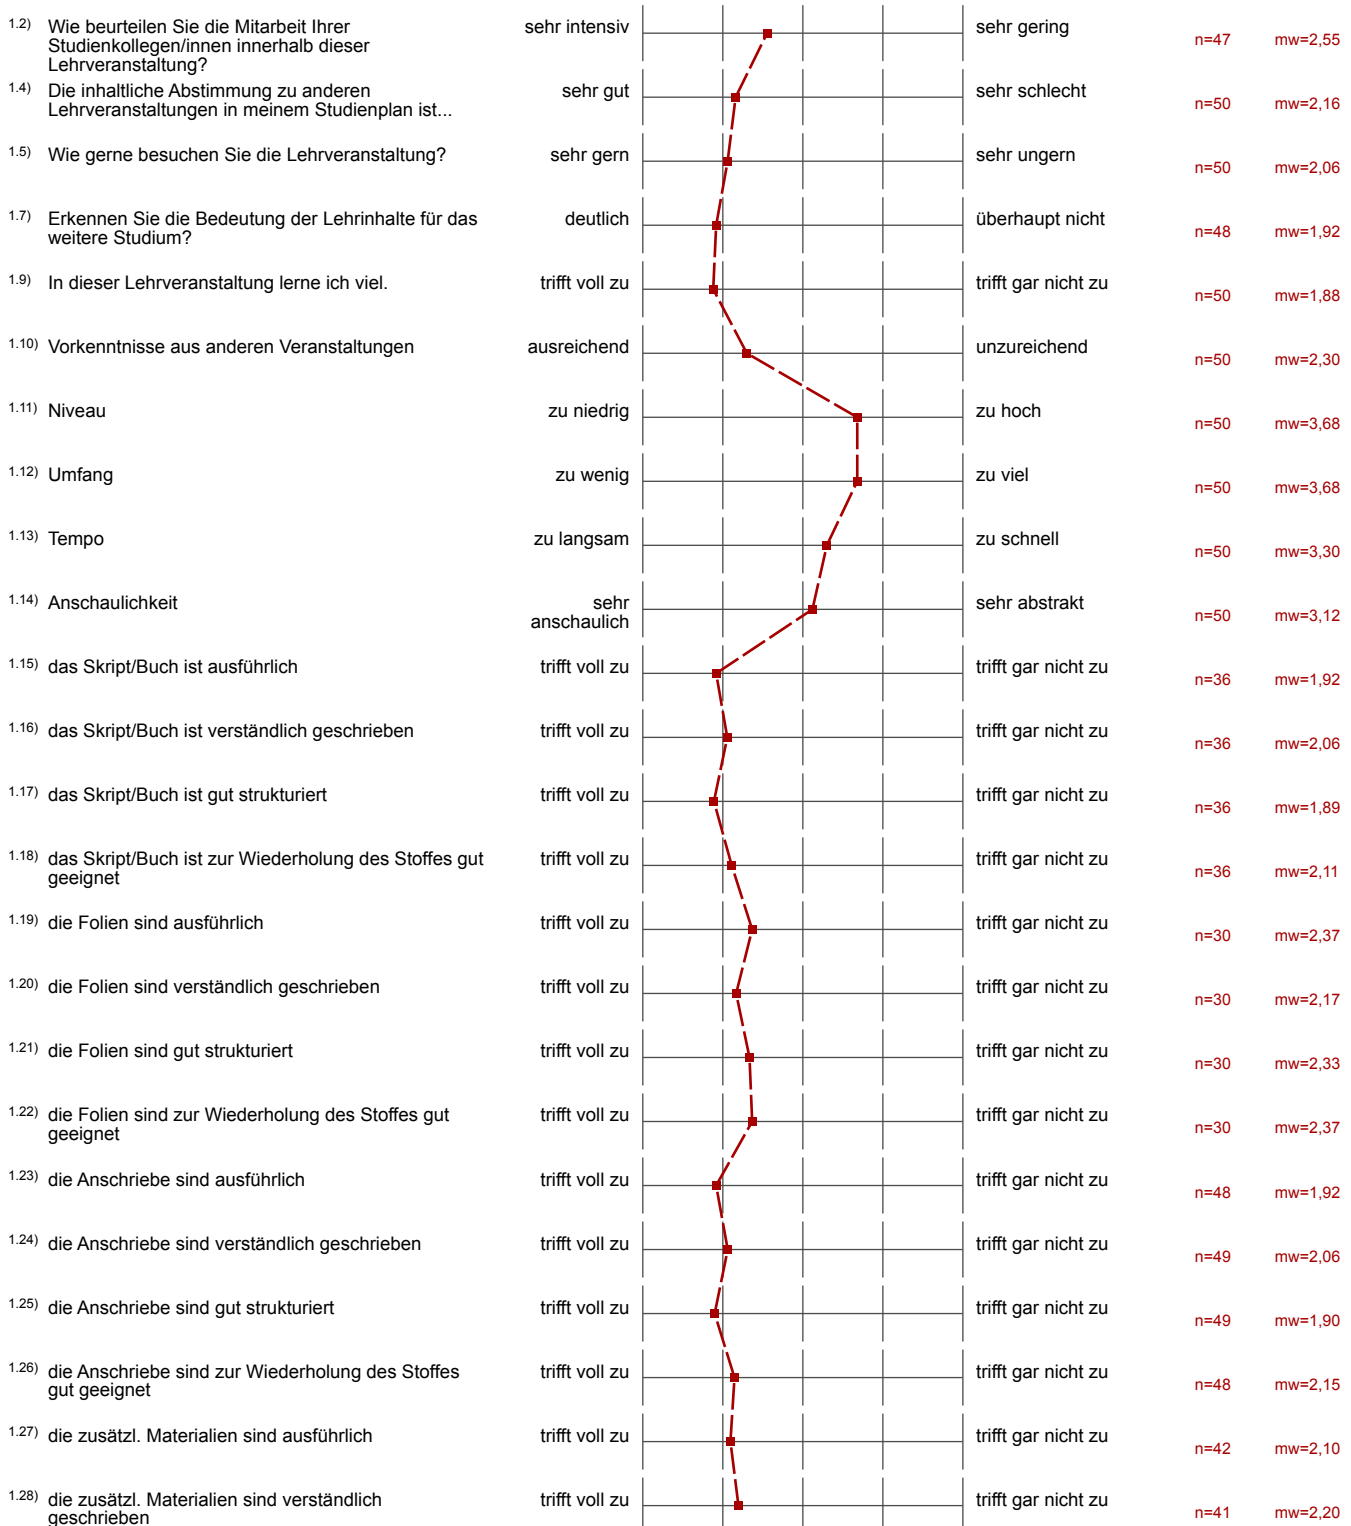 1.2) Wie beurteilen Sie die Mitarbeit Ihrer sehr intensiv sehr gering
Studienkollegen/innen innerhalb dieser n=47 mw=2,55
Lehrveranstaltung?
1.4) Die inhaltliche Abstimmung zu anderen sehr gut sehr schlecht
Lehrveranstaltungen in meinem Studienplan ist... n=50 mw=2,16
1.5) Wie gerne besuchen Sie die Lehrveranstaltung? sehr gern sehr ungern
n=50 mw=2,06
1.7) Erkennen Sie die Bedeutung der Lehrinhalte für das deutlich überhaupt nicht
weitere Studium? n=48 mw=1,92
1.9) In dieser Lehrveranstaltung lerne ich viel. trifft voll zu trifft gar nicht zu
n=50 mw=1,88
1.10) Vorkenntnisse aus anderen Veranstaltungen ausreichend unzureichend
n=50 mw=2,30
1.11) Niveau zu niedrig zu hoch
n=50 mw=3,68
1.12) Umfang zu wenig zu viel
n=50 mw=3,68
1.13) Tempo zu langsam zu schnell
n=50 mw=3,30
1.14) Anschaulichkeit sehr sehr abstrakt
anschaulich n=50 mw=3,12
1.15) das Skript/Buch ist ausführlich trifft voll zu trifft gar nicht zu
n=36 mw=1,92
1.16) das Skript/Buch ist verständlich geschrieben trifft voll zu trifft gar nicht zu
n=36 mw=2,06
1.17) das Skript/Buch ist gut strukturiert trifft voll zu trifft gar nicht zu
n=36 mw=1,89
1.18) das Skript/Buch ist zur Wiederholung des Stoffes gut trifft voll zu trifft gar nicht zu
geeignet n=36 mw=2,11
1.19) die Folien sind ausführlich trifft voll zu trifft gar nicht zu
n=30 mw=2,37
1.20) die Folien sind verständlich geschrieben trifft voll zu trifft gar nicht zu
n=30 mw=2,17
1.21) die Folien sind gut strukturiert trifft voll zu trifft gar nicht zu
n=30 mw=2,33
1.22) die Folien sind zur Wiederholung des Stoffes gut trifft voll zu trifft gar nicht zu
geeignet n=30 mw=2,37
1.23) die Anschriebe sind ausführlich trifft voll zu trifft gar nicht zu
n=48 mw=1,92
1.24) die Anschriebe sind verständlich geschrieben trifft voll zu trifft gar nicht zu
n=49 mw=2,06
1.25) die Anschriebe sind gut strukturiert trifft voll zu trifft gar nicht zu
n=49 mw=1,90
1.26) die Anschriebe sind zur Wiederholung des Stoffes trifft voll zu trifft gar nicht zu
gut geeignet n=48 mw=2,15
1.27) die zusätzl. Materialien sind ausführlich trifft voll zu trifft gar nicht zu
n=42 mw=2,10
1.28) die zusätzl. Materialien sind verständlich trifft voll zu trifft gar nicht zu
geschrieben n=41 mw=2,20